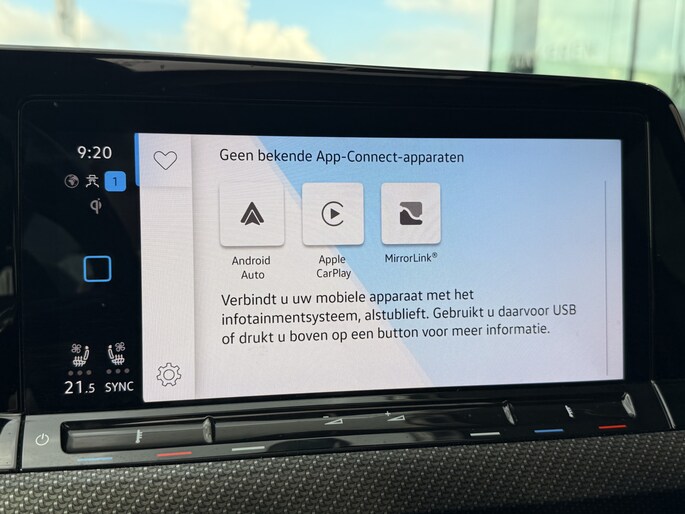 9:20
Geen bekende App-Connect-apparaten
1
Android
Auto
Apple
CarPlay
MirrorLink®
Verbindt u uw mobiele apparaat met het
infotainmentsysteem, alstublieft. Gebruikt u daarvoor USB
of drukt u boven op een button voor meer informatie.
21.5 SYNC